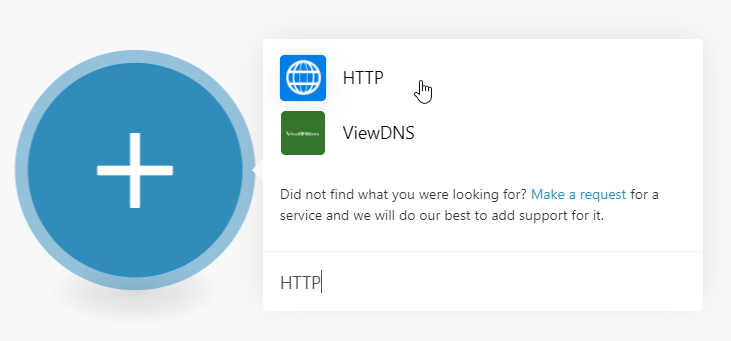 HTTP
ViewDNS
Did not find what you were looking for? Make a request for a
service and we will do our best to add support for it.
HTTP